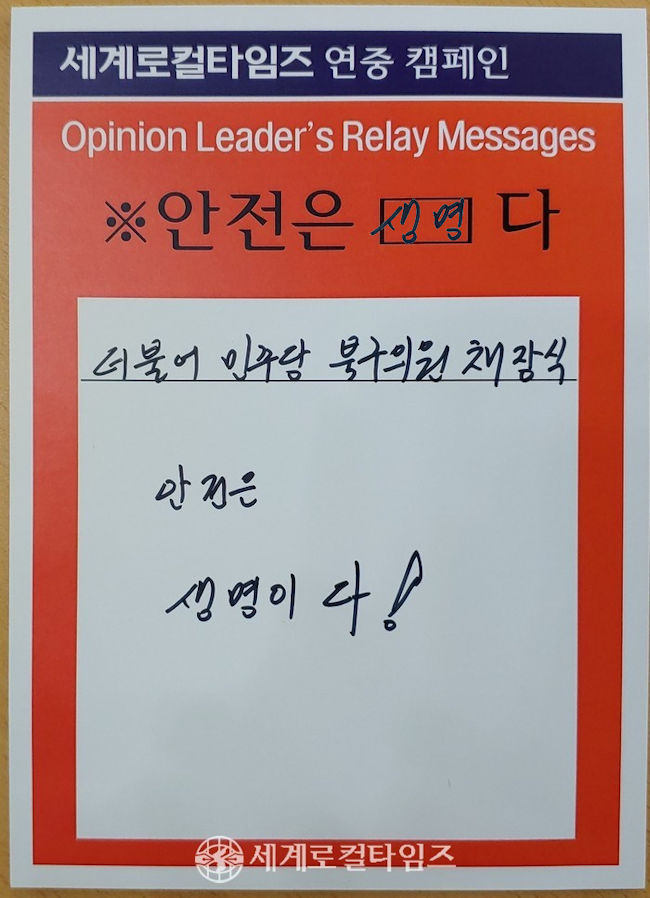 세계로컬타임즈 연중 캠페인
Opinion Leader's Relay Messages
※안전은 생명 다
더불어 민주당 북구의원 채장식
안전은
생명이다!
세계로컬타임즈